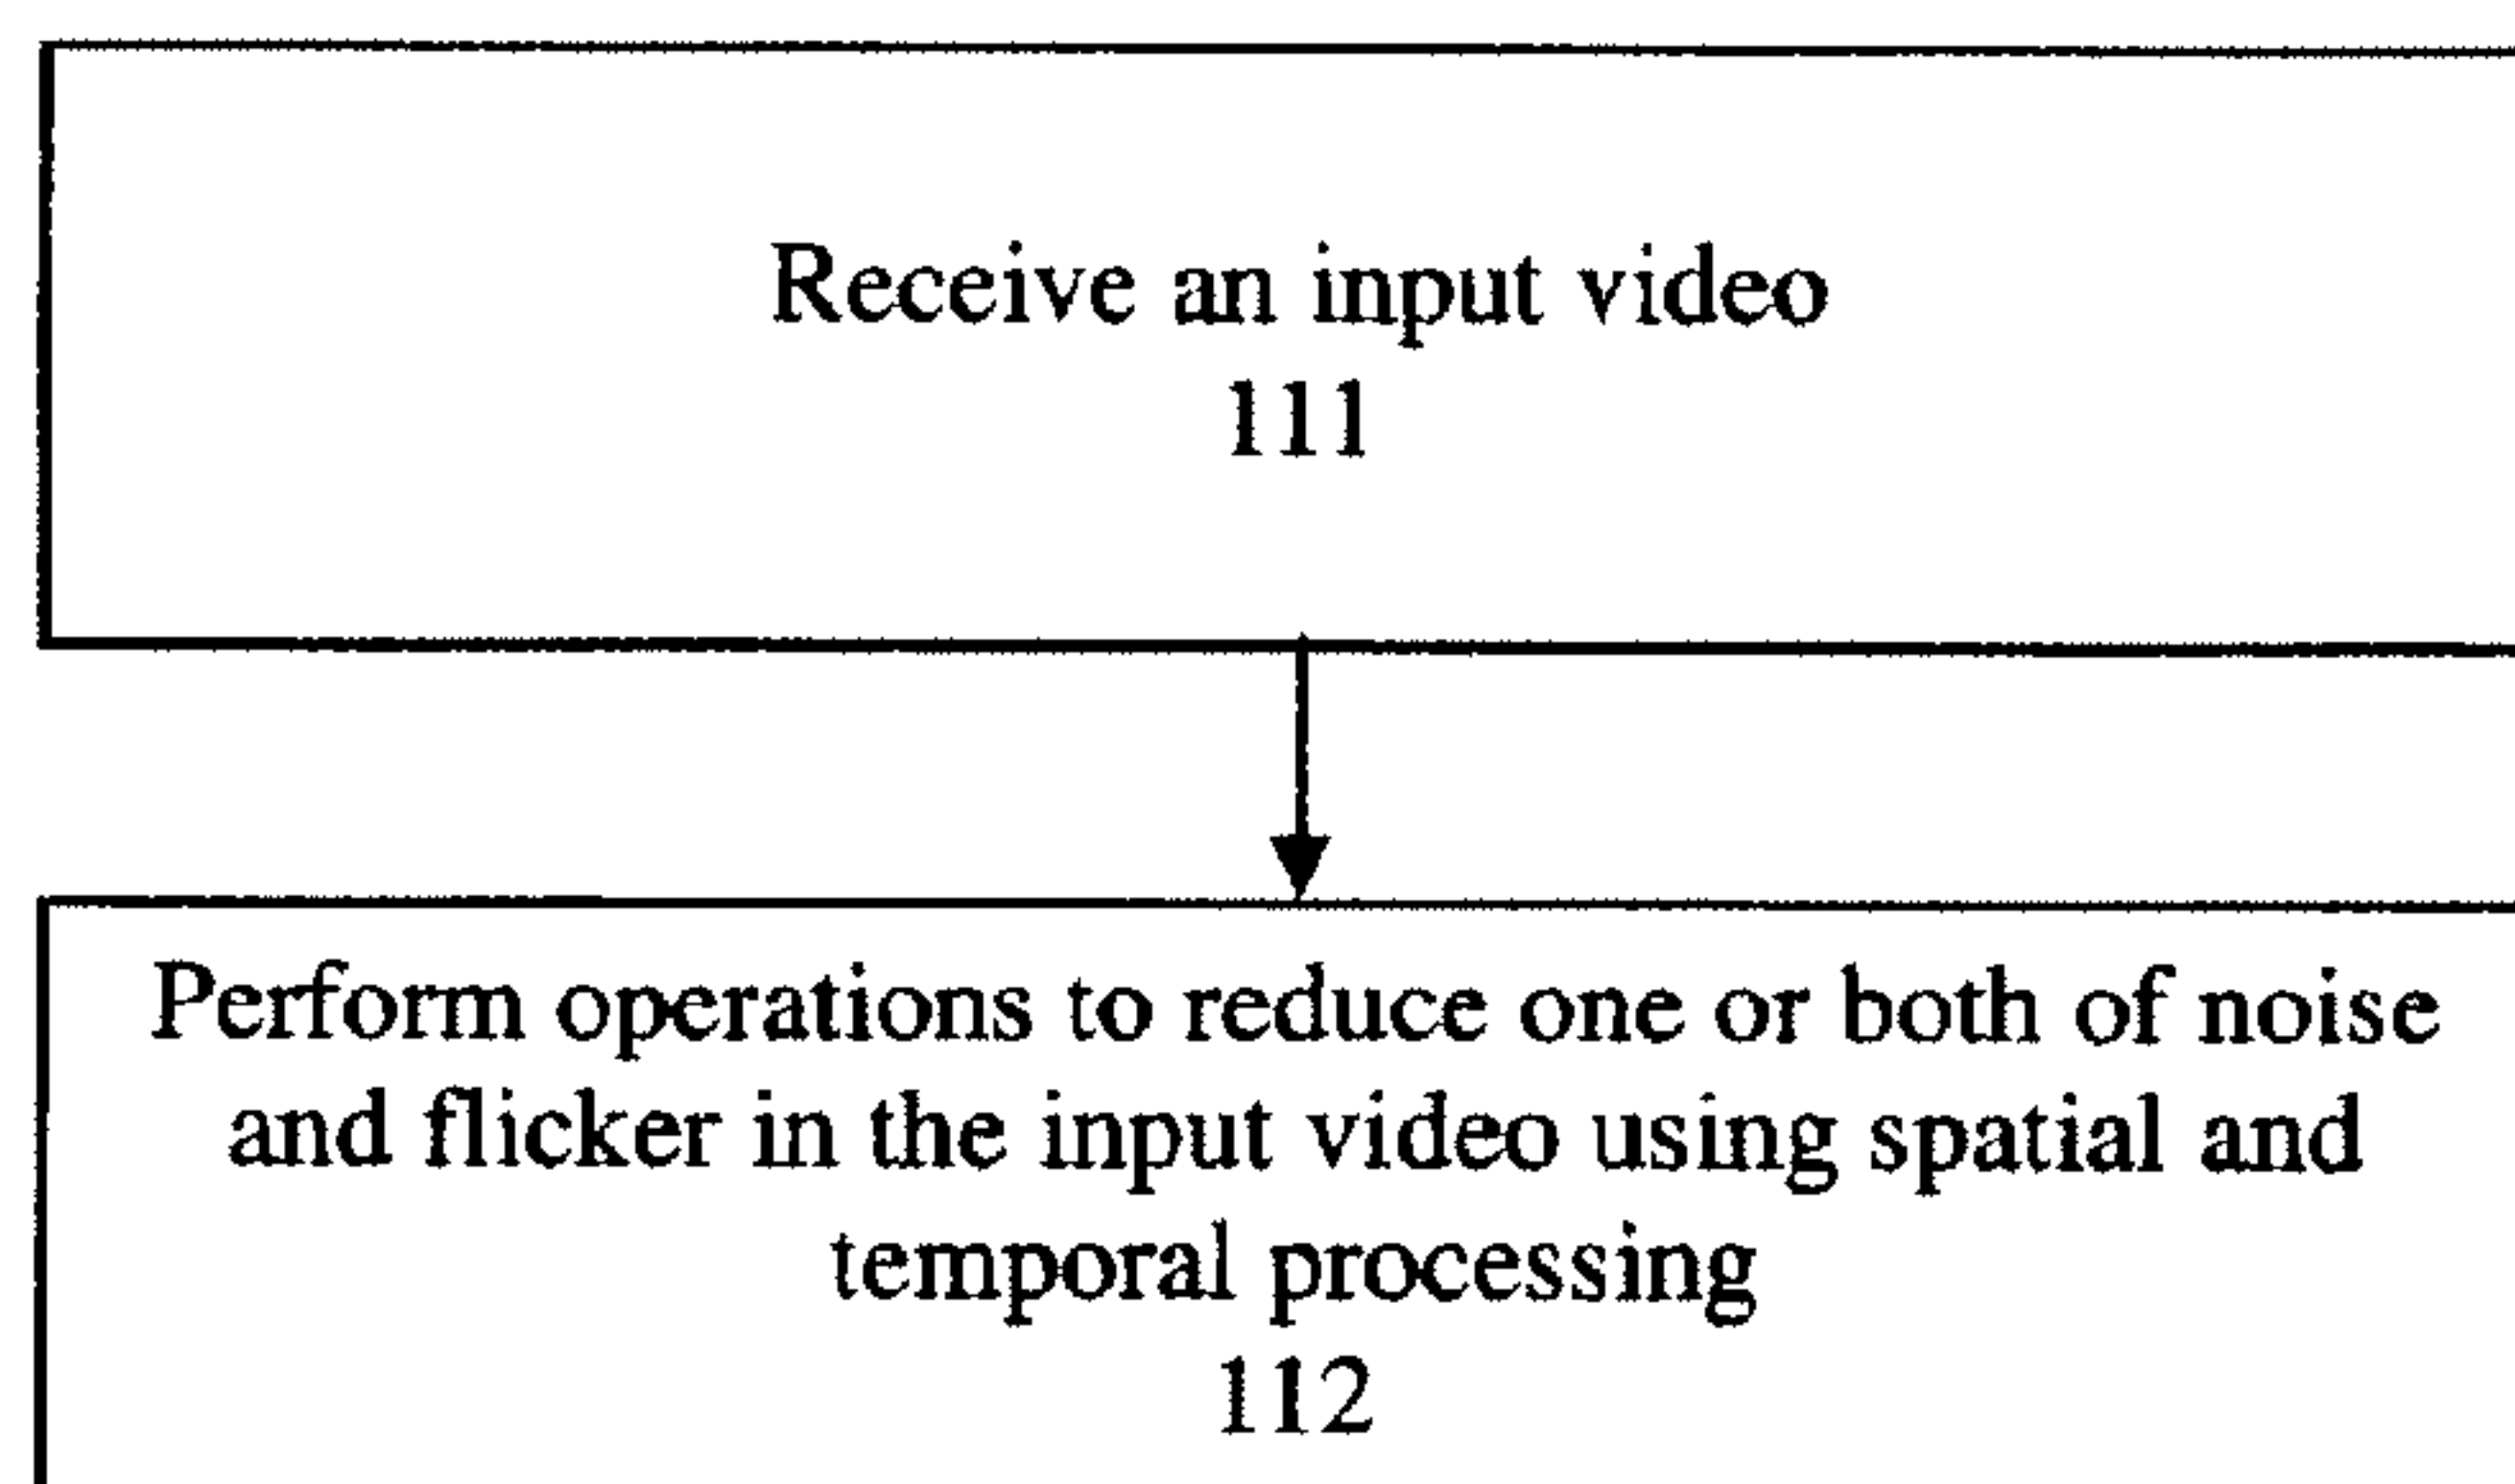 Receive an input video
111
Perform operations to reduce one or both of noise
and flicker in the input video using spatial and
temporal processing
112